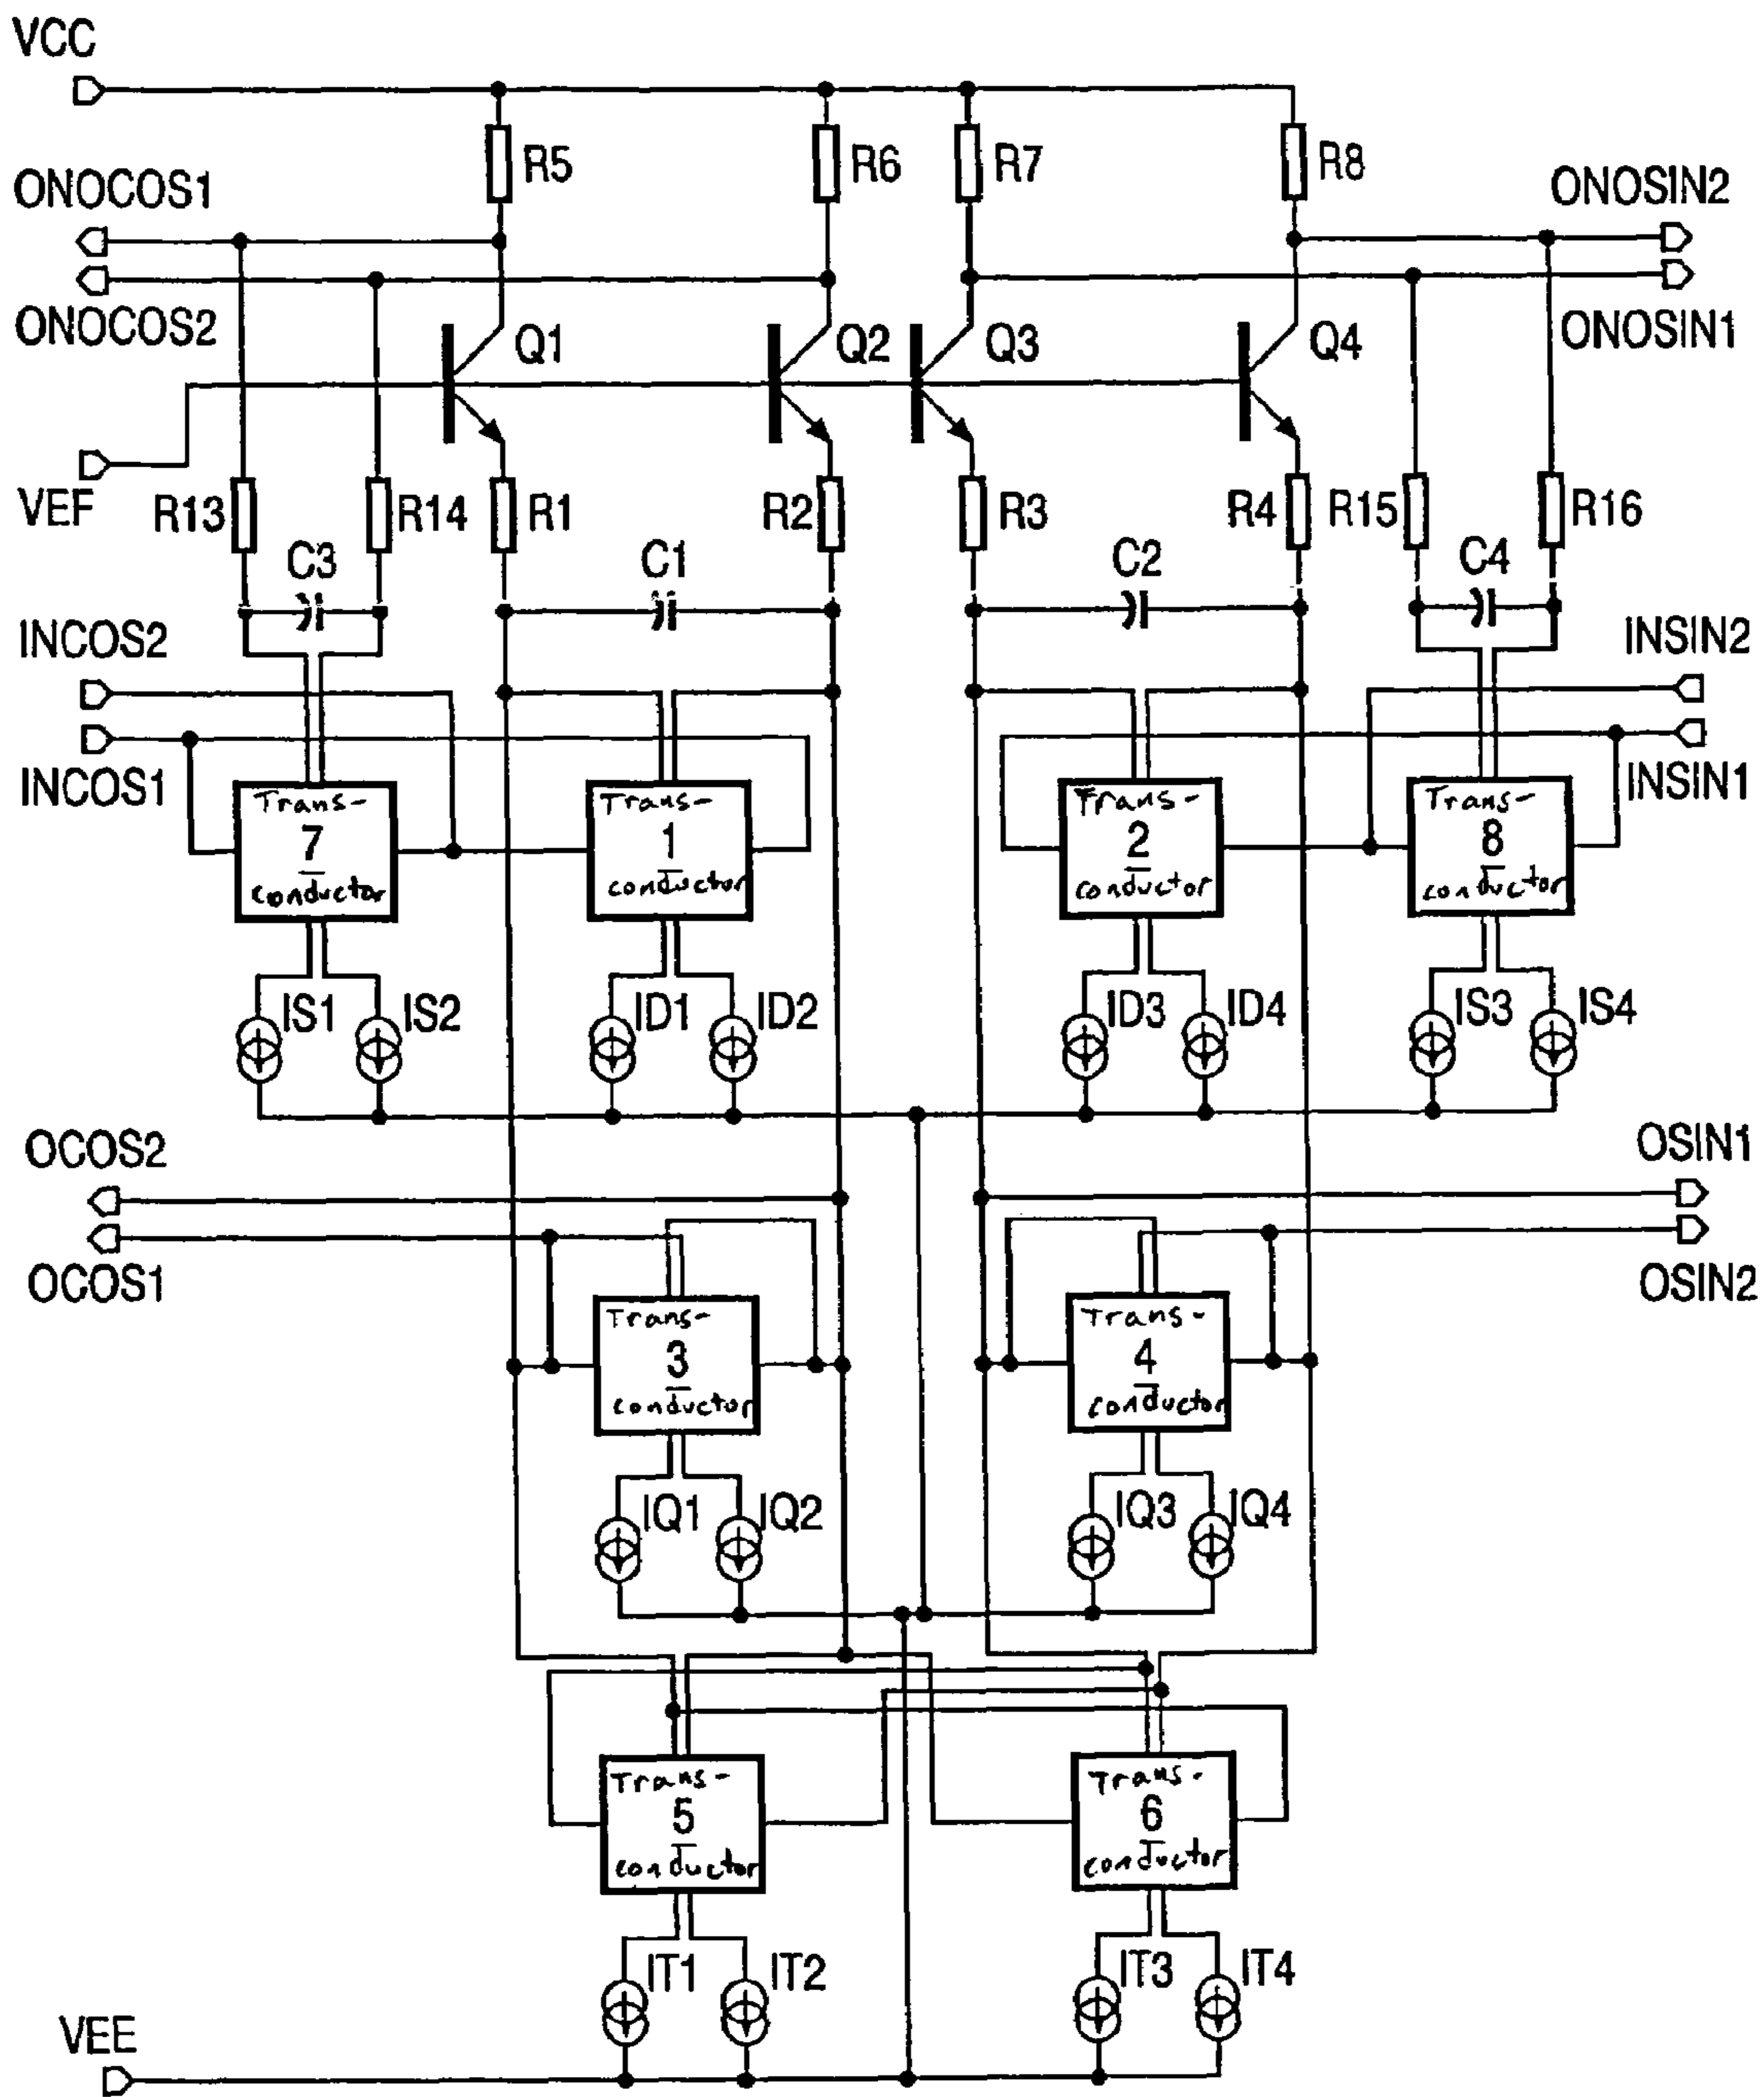 VCC
R5
R6
R7
R8
ONOCOS1
ONOSIN2
ONOCOS2
Q1
Q2
Q3
Q4
ONOSIN1
VEF
R13
R14
R1
R2
R3
R4
R15
R16
C3
C1
C2
C4
INCOS2
INSIN2
INCOS1
INSIN1
Trans-
7
conductor
Trans-
1
conductor
Trans-
2
conductor
Trans-
8
conductor
IS1
IS2
ID1
ID2
ID3
ID4
IS3
IS4
OCOS2
OSIN1
OCOS1
OSIN2
Trans-
3
conductor
Trans-
4
conductor
IQ1
IQ2
IQ3
IQ4
Trans-
5
conductor
Trans-
6
conductor
IT1
IT2
IT3
IT4
VEE